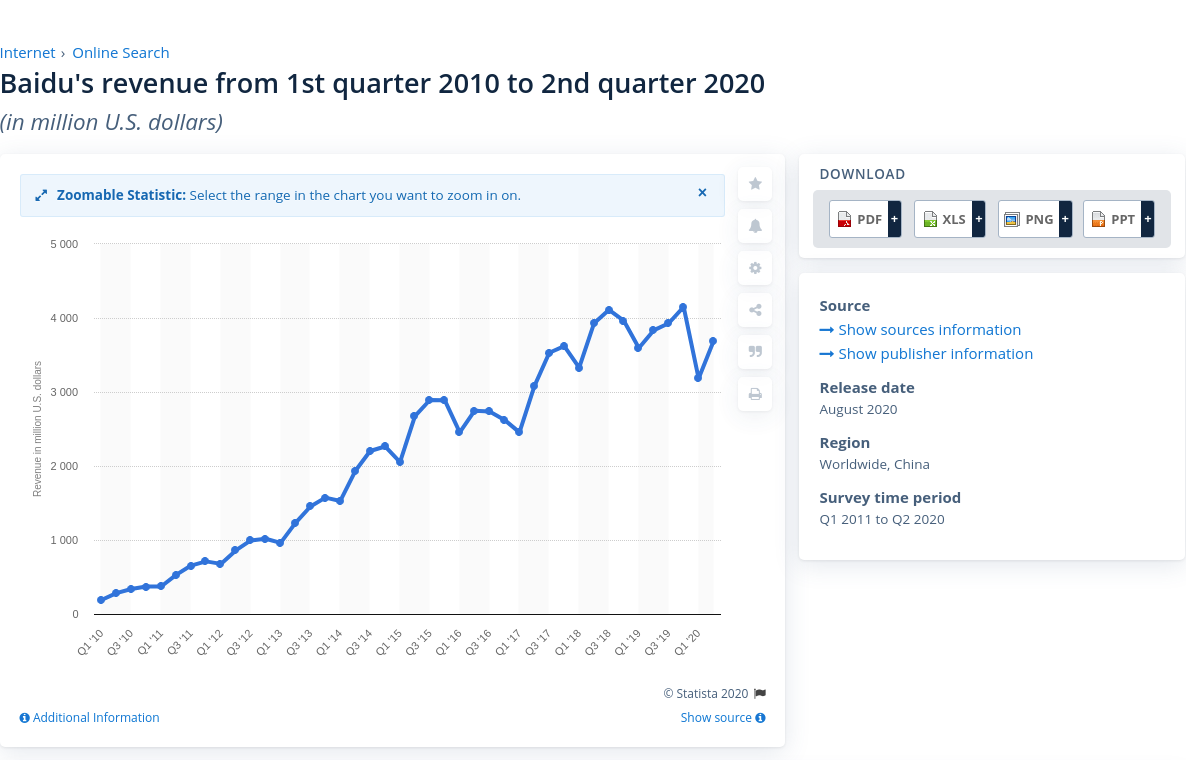 Internet › Online Search
Baidu's revenue from 1st quarter 2010 to 2nd quarter 2020
(in million U.S. dollars)
Zoomable Statistic: Select the range in the chart you want to zoom in on.
×
5 000
4 000
3 000
2 000
1 000
0
Revenue in million U.S. dollars
Q1 '10
Q3 '10
Q1 '11
Q3 '11
Q1 '12
Q3 '12
Q1 '13
Q3 '13
Q1 '14
Q3 '14
Q1 '15
Q3 '15
Q1 '16
Q3 '16
Q1 '17
Q3 '17
Q1 '18
Q3 '18
Q1 '19
Q3 '19
Q1 '20
© Statista 2020
Additional Information
Show source
DOWNLOAD
PDF +
XLS +
PNG +
PPT +
Source
Show sources information
Show publisher information
Release date
August 2020
Region
Worldwide, China
Survey time period
Q1 2011 to Q2 2020